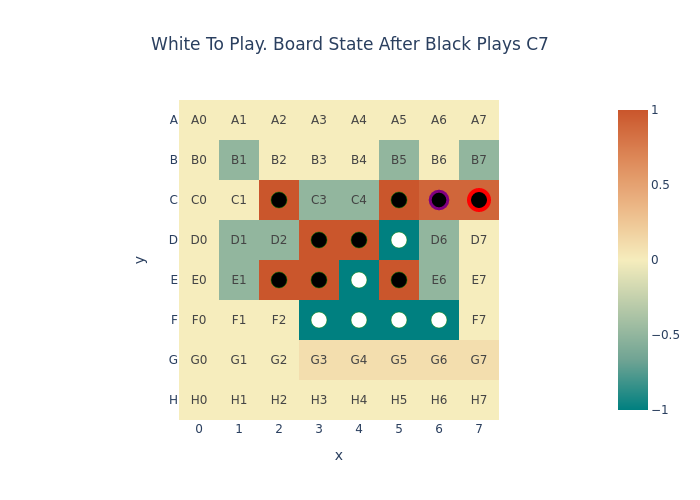 White To Play. Board State After Black Plays C7
A A0 A1 A2 A3 A4 A5 A6 A7
B B0 B1 B2 B3 B4 B5 B6 B7
C C0 C1 C3 C4
D D0 D1 D2 D6 D7
E E0 E1 E6 E7
F F0 F1 F2 F7
G G0 G1 G2 G3 G4 G5 G6 G7
H H0 H1 H2 H3 H4 H5 H6 H7
0 1 2 3 4 5 6 7
x
y
1
0.5
0
−0.5
−1